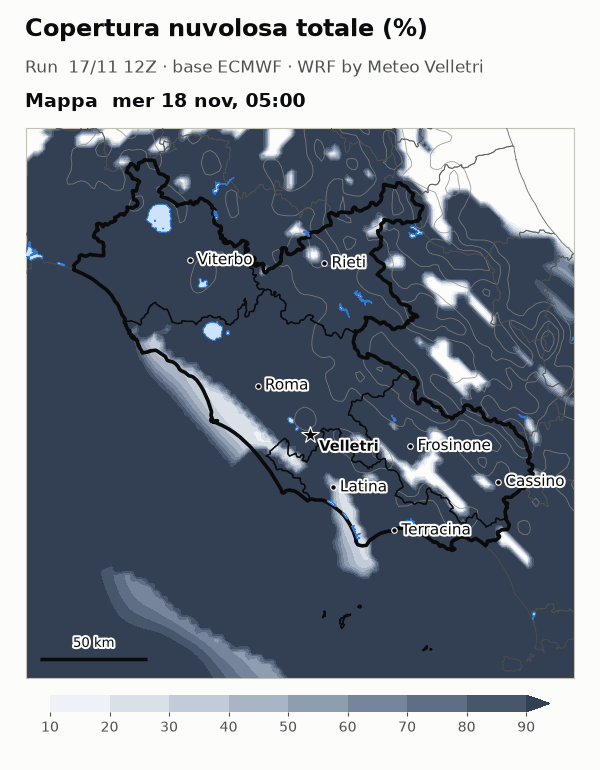 Copertura nuvolosa totale (%)
Run 17/11 12Z · base ECMWF · WRF by Meteo Velletri
Mappa mer 18 nov, 05:00
Viterbo
Rieti
Roma
Velletri
Frosinone
Cassino
Latina
Terracina
50 km
10 20 30 40 50 60 70 80 90